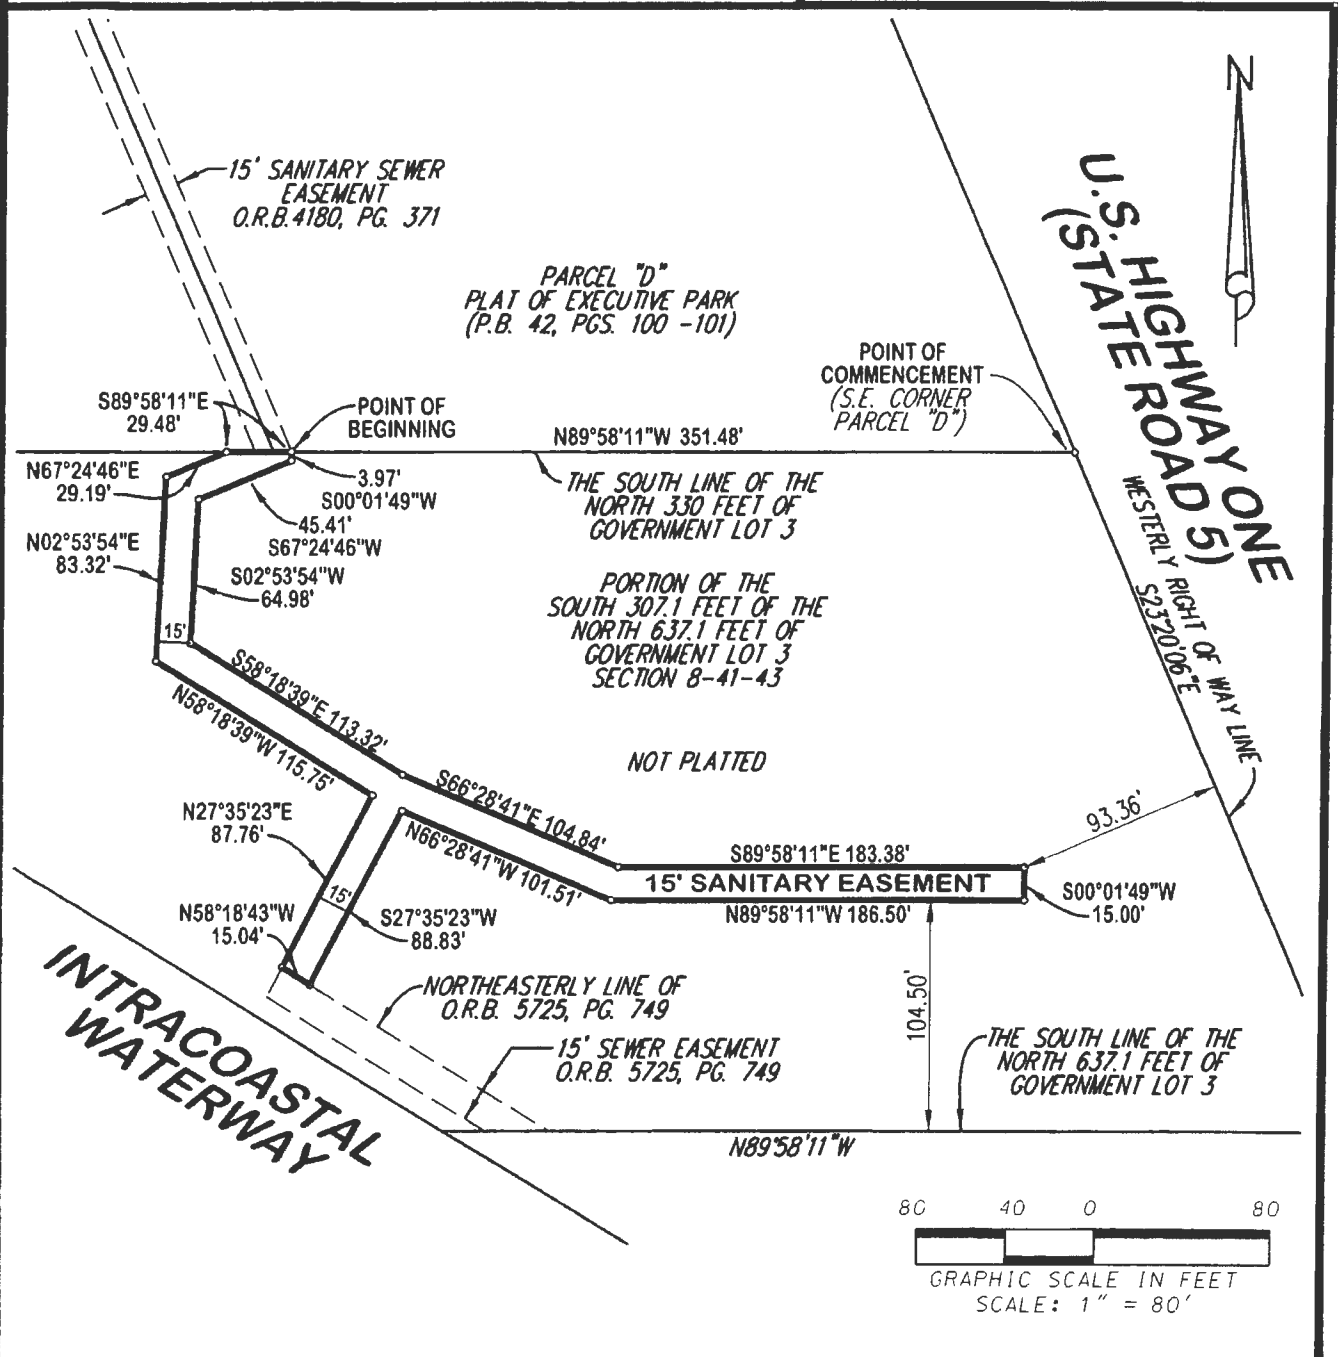 N
15' SANITARY SEWER
EASEMENT
O.R.B. 4180, PG. 371
U.S. HIGHWAY ONE
(STATE ROAD 5)
PARCEL "D"
PLAT OF EXECUTIVE PARK
(P.B. 42, PGS. 100 -101)
POINT OF
COMMENCEMENT
(S.E. CORNER
PARCEL "D")
S89°58'11"E
29.48'
POINT OF
BEGINNING
N89°58'11"W 351.48'
N67°24'46"E
29.19'
3.97'
S00°01'49"W
45.41'
S67°24'46"W
THE SOUTH LINE OF THE
NORTH 330 FEET OF
GOVERNMENT LOT 3
WESTERLY RIGHT OF WAY LINE
S23°20'06"E
N02°53'54"E
83.32'
S02°53'54"W
64.98'
15'
PORTION OF THE
SOUTH 307.1 FEET OF THE
NORTH 637.1 FEET OF
GOVERNMENT LOT 3
SECTION 8-41-43
S58°18'39"E 113.32'
N58°18'39"W 115.75'
NOT PLATTED
S66°28'41"E 104.84'
N66°28'41"W 101.51'
93.36'
N27°35'23"E
87.76'
S89°58'11"E 183.38'
15' SANITARY EASEMENT
N89°58'11"W 186.50'
S00°01'49"W
15.00'
15'
N58°18'43"W
15.04'
S27°35'23"W
88.83'
INTRACOASTAL
WATERWAY
NORTHEASTERLY LINE OF
O.R.B. 5725, PG. 749
104.50'
15' SEWER EASEMENT
O.R.B. 5725, PG. 749
THE SOUTH LINE OF THE
NORTH 637.1 FEET OF
GOVERNMENT LOT 3
N89°58'11"W
80 40 0 80
GRAPHIC SCALE IN FEET
SCALE: 1" = 80'